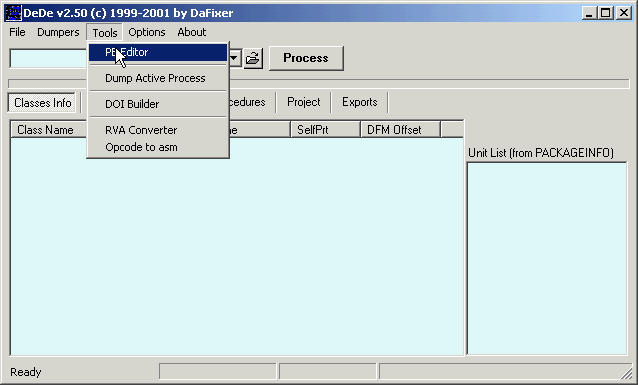 DeDe v2.50 (c) 1999-2001 by DaFixer
File Dumpers Tools Options About
PE Editor
Process
Dump Active Process
Classes Info
Project Exports
DOI Builder
Class Name SelfPrt DFM Offset
RVA Converter
Opcode to asm
Unit List (from PACKAGEINFO)
Ready